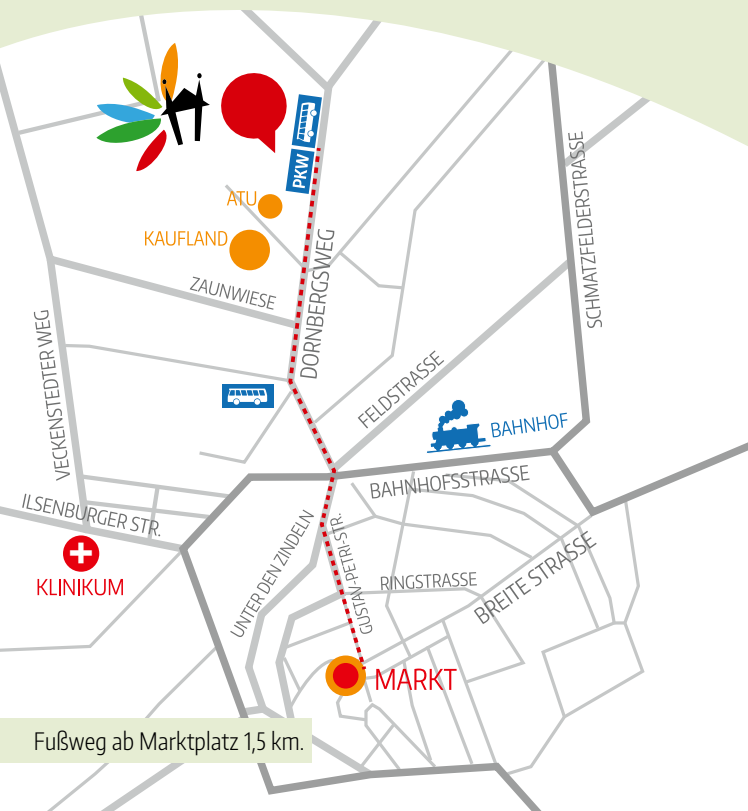 PKW
ATU
KAUFLAND
ZAUNWIESE
DORNBERGSWEG
SCHMATZFELDERSTRASSE
VECKENSTEDTER WEG
FELDSTRASSE
BAHNHOF
BAHNHOFSSTRASSE
ILSENBURGER STR.
KLINIKUM
UNTER DEN ZINDELN
GUSTAV-PETRI-STR.
RINGSTRASSE
BREITE STRASSE
MARKT
Fußweg ab Marktplatz 1,5 km.